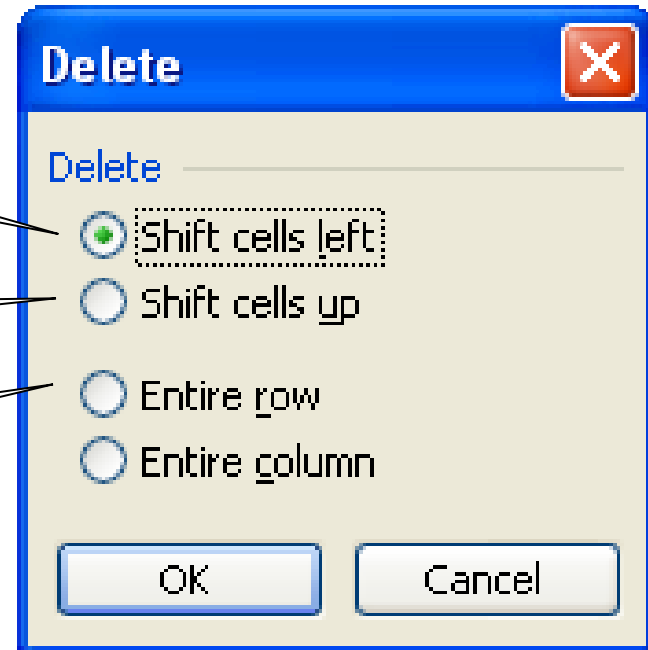 Delete
Delete
Shift cells left
Shift cells up
Entire row
Entire column
OK Cancel